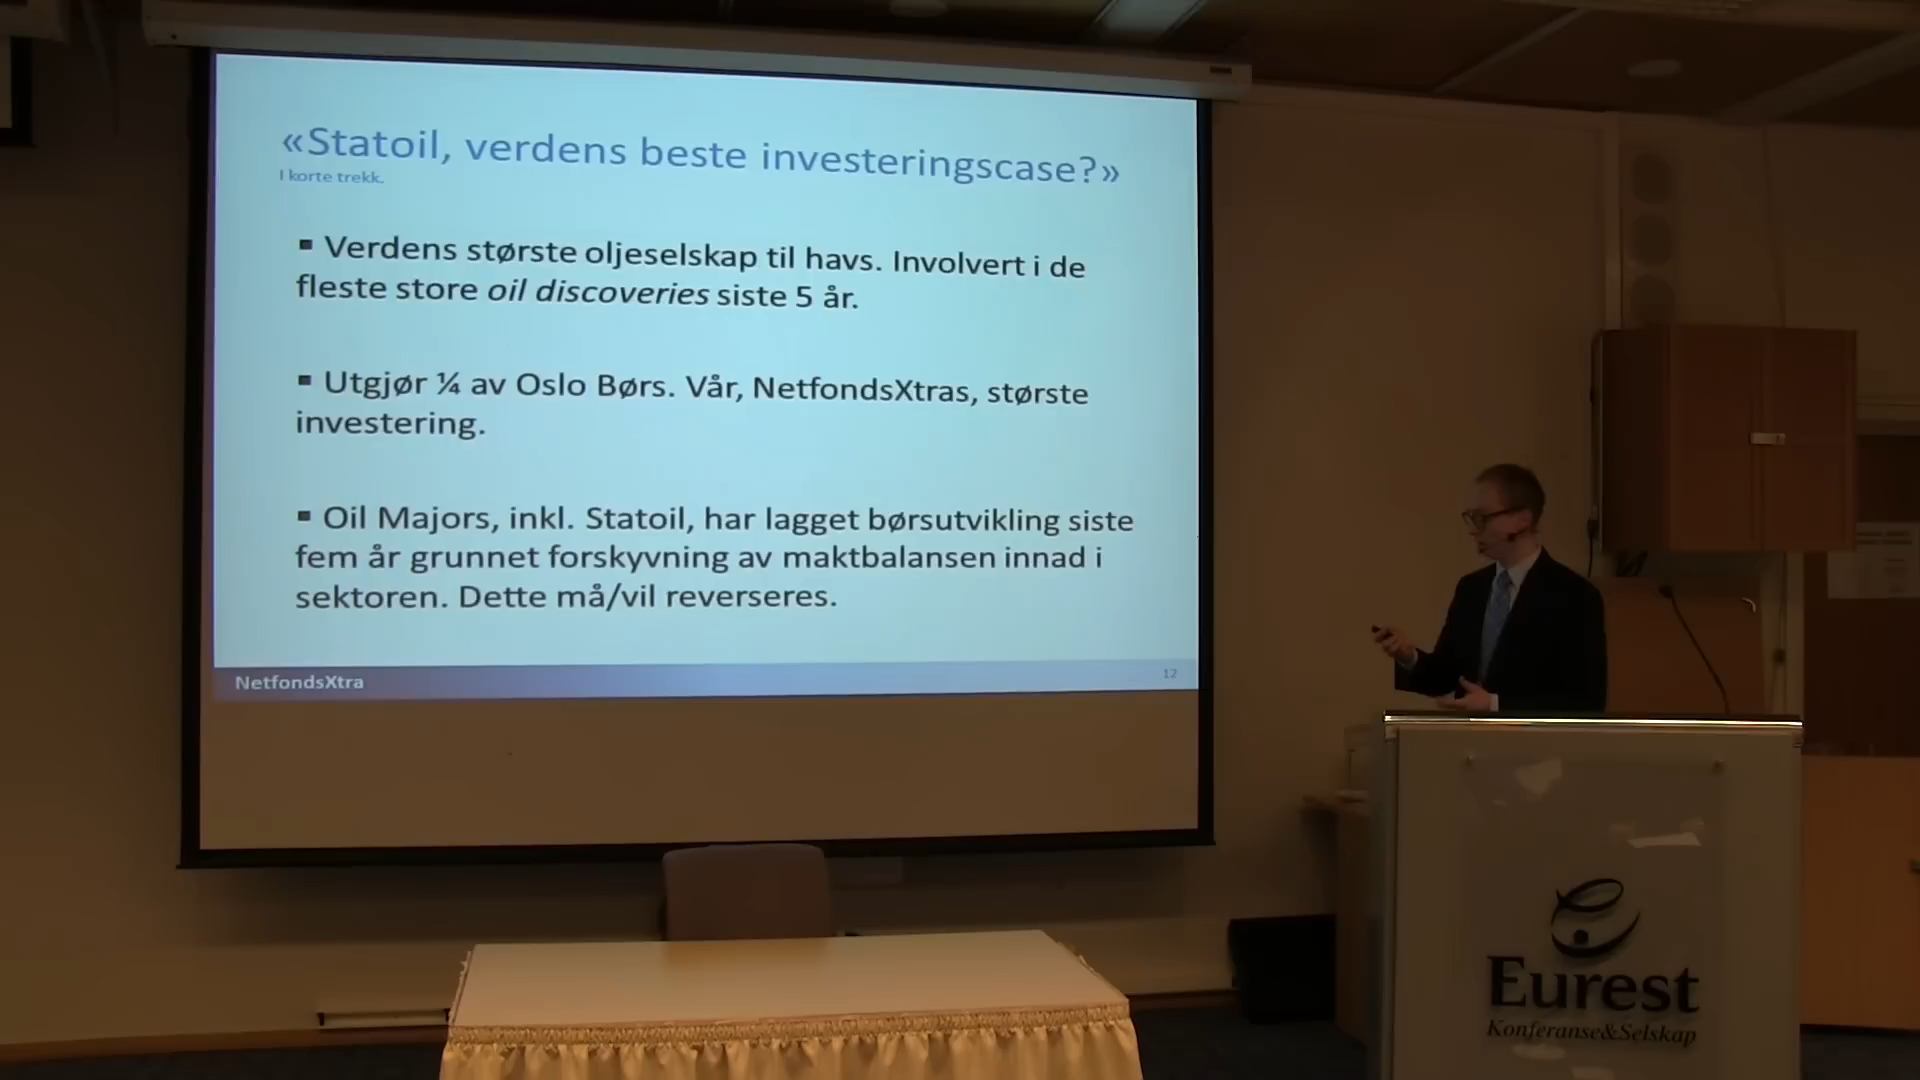 «Statoil, verdens beste investeringscase?»
I korte trekk.
▪ Verdens største oljeselskap til havs. Involvert i de
fleste store oil discoveries siste 5 år.
▪ Utgjør ¼ av Oslo Børs. Vår, NetfondsXtras, største
investering.
▪ Oil Majors, inkl. Statoil, har lagget børsutvikling siste
fem år grunnet forskyvning av maktbalansen innad i
sektoren. Dette må/vil reverseres.
NetfondsXtra
12
Eurest
Konferanse&Selskap